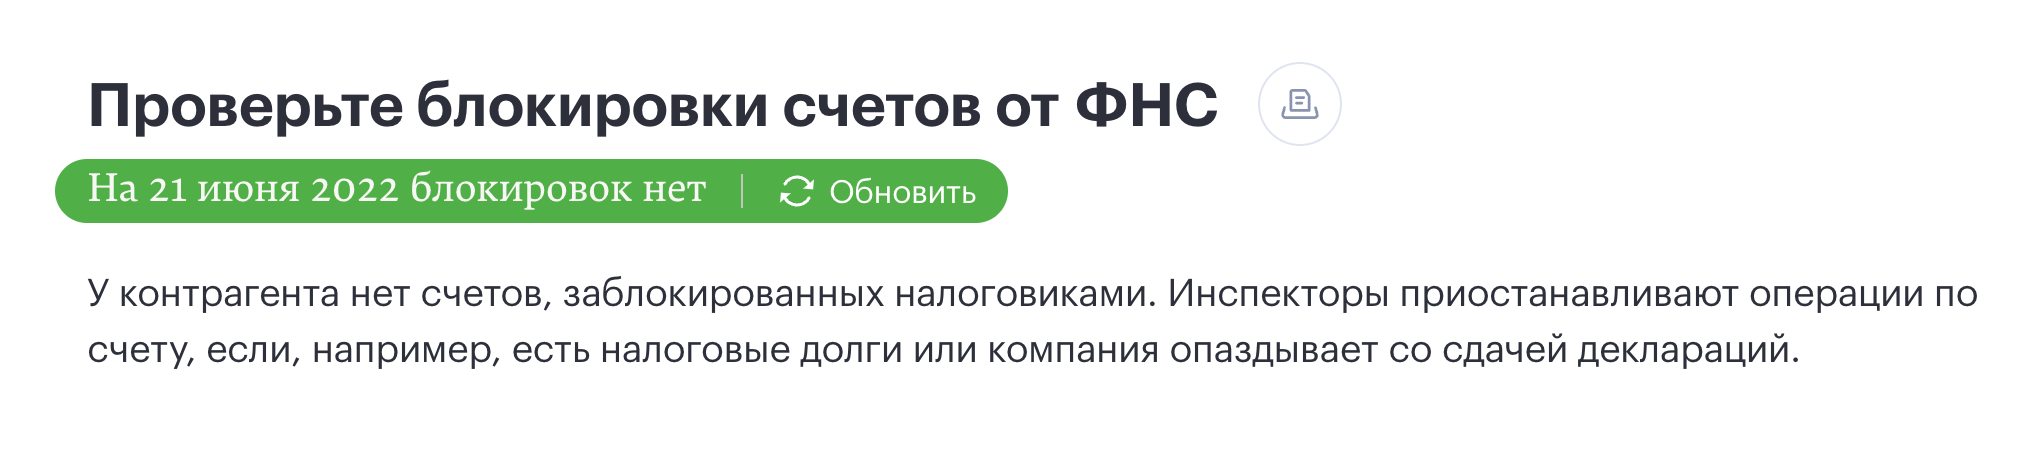 Проверьте блокировки счетов от ФНС
На 21 июня 2022 блокировок нет | Обновить
У контрагента нет счетов, заблокированных налоговиками. Инспекторы приостанавливают операции по
счету, если, например, есть налоговые долги или компания опаздывает со сдачей деклараций.